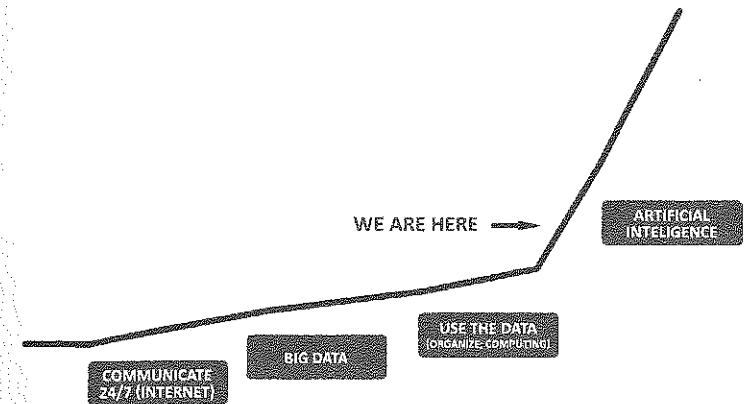 WE ARE HERE
ARTIFICIAL
INTELIGENCE
USE THE DATA
(ORGANIZE-COMPUTING)
BIG DATA
COMMUNICATE
24/7 (INTERNET)